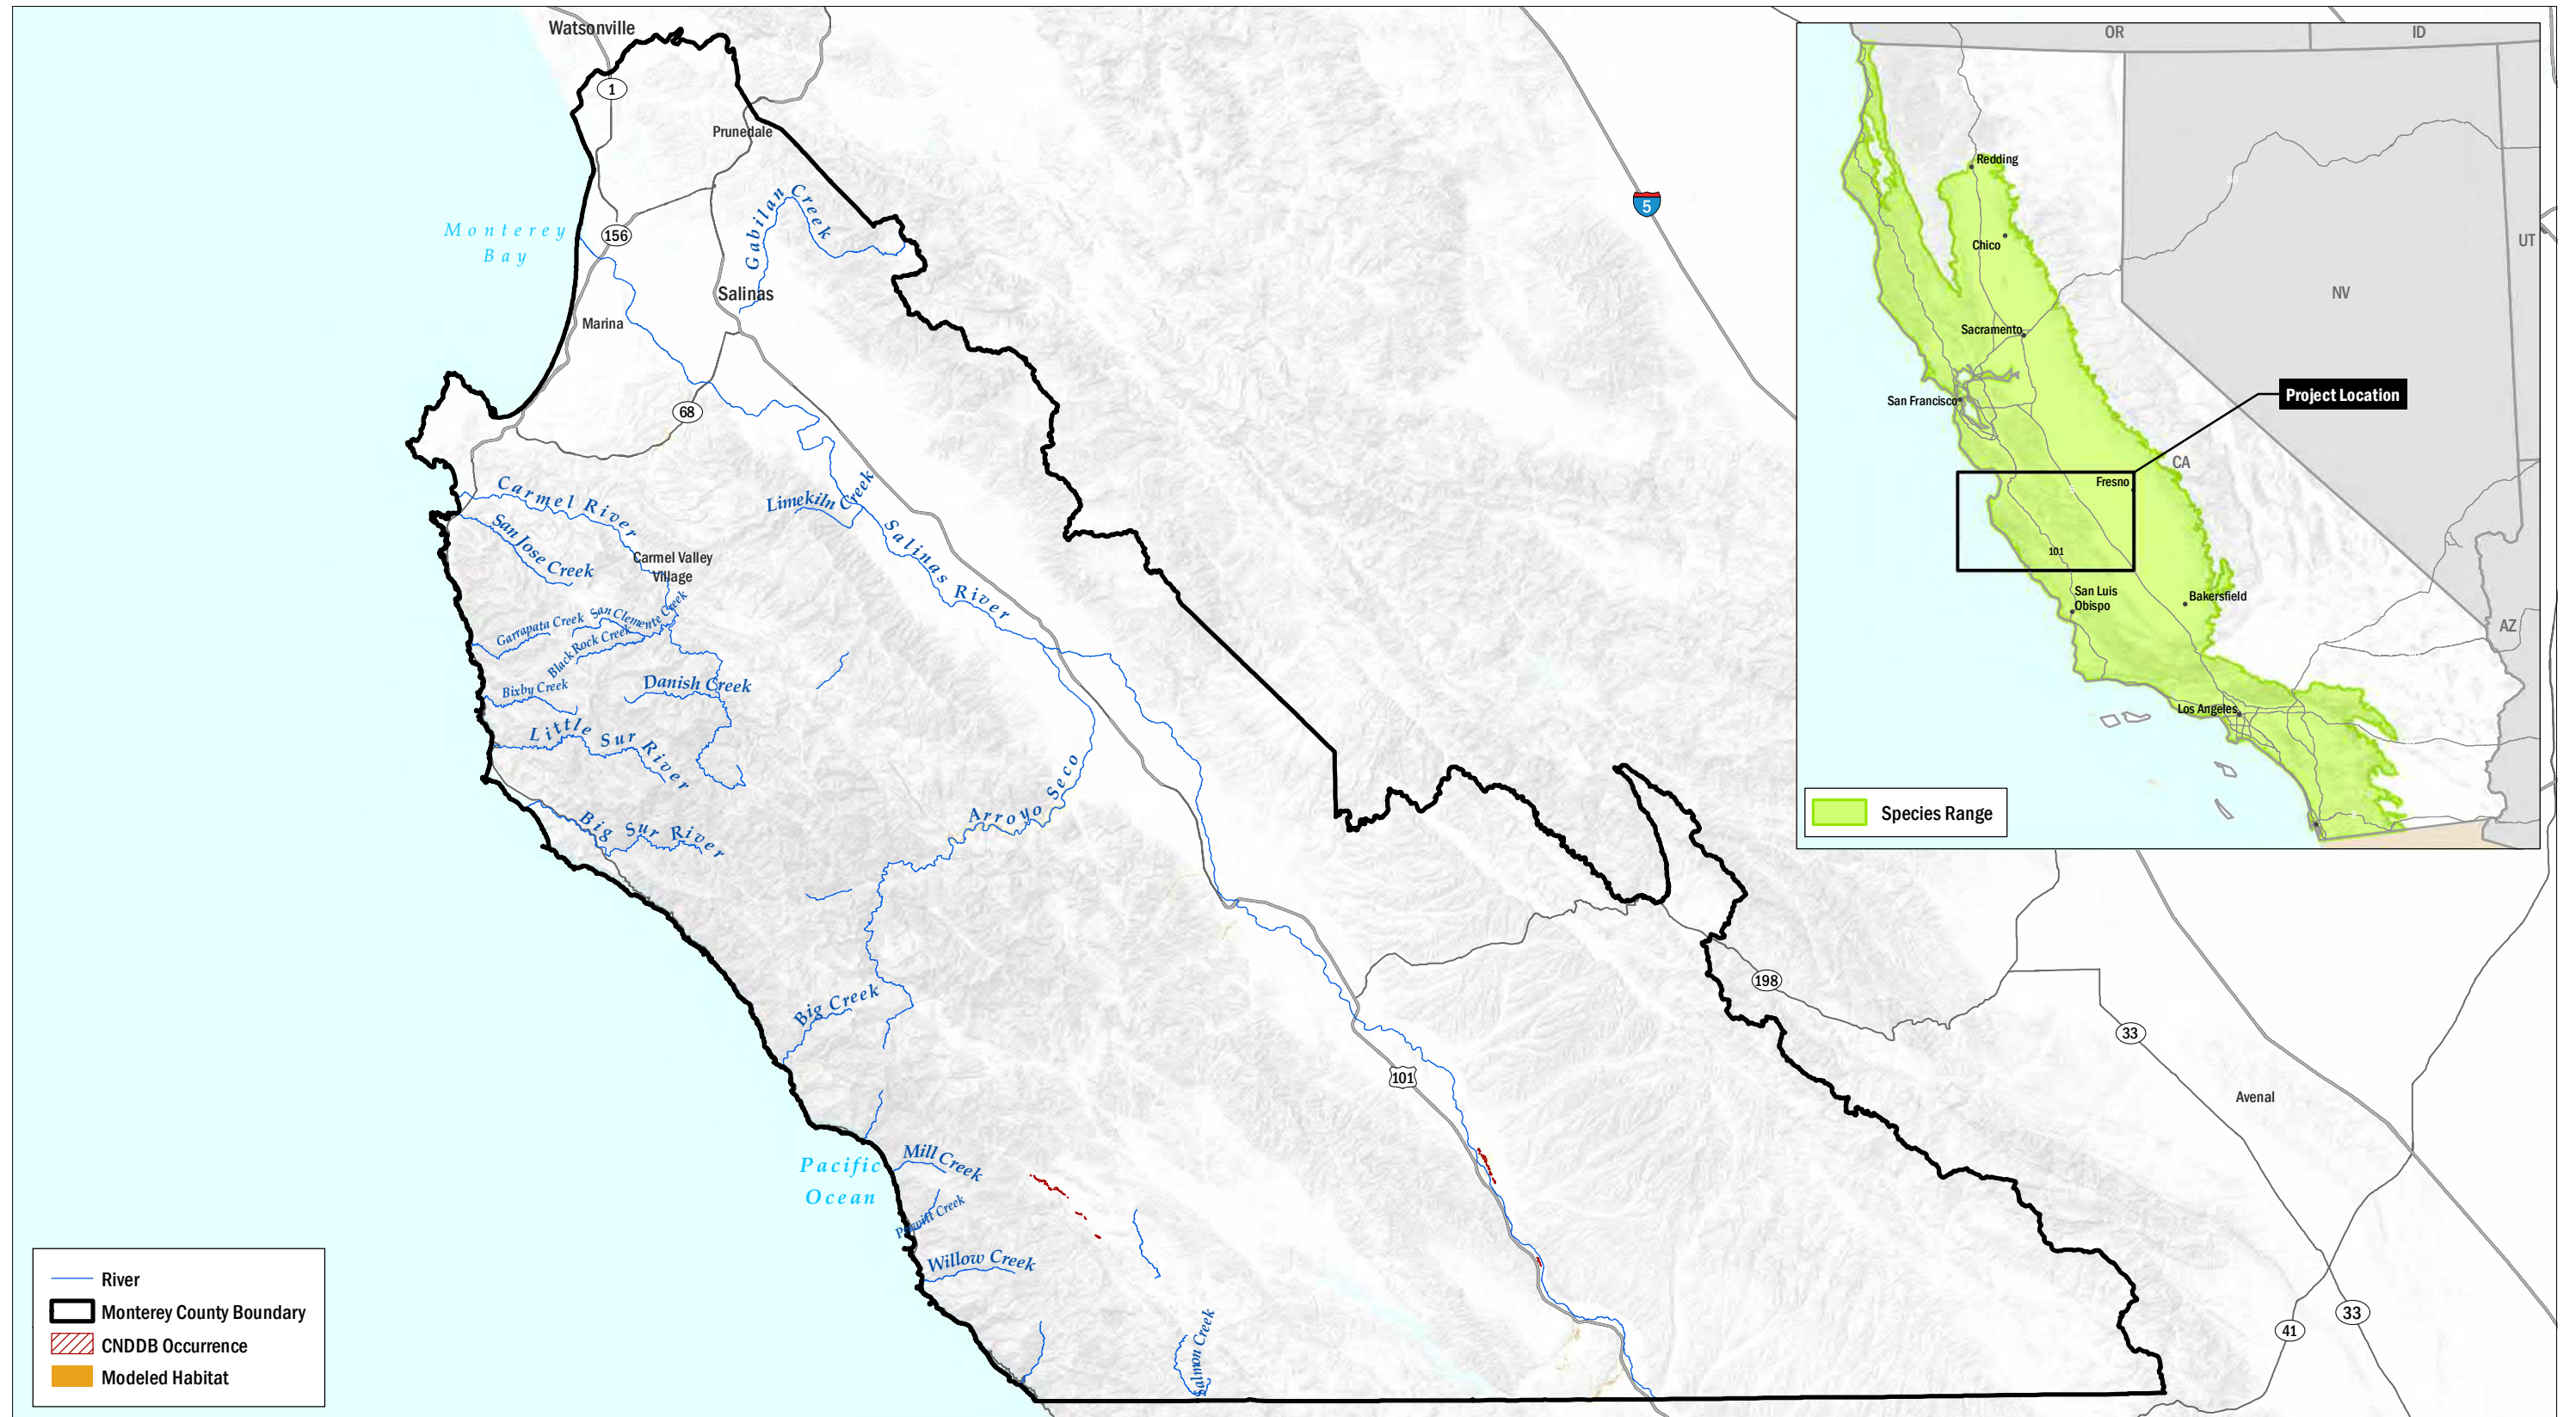 Watsonville
1
Prunedale
Monterey
Bay
156
Gabilan Creek
Salinas
Marina
68
5
Carmel River
San Jose Creek
Limekiln Creek
Salinas River
Carmel Valley
Village
Garrapata Creek
San Clemente Creek
Black Rock Creek
Bixby Creek
Danish Creek
Little Sur River
Big Sur River
Arroyo Seco
Big Creek
198
33
101
Avenal
Pacific
Ocean
Mill Creek
Willow Creek
Salmon Creek
33
41
River
Monterey County Boundary
CNDDB Occurrence
Modeled Habitat
OR
ID
Redding
80
Chico
UT
NV
Sacramento
San Francisco
Project Location
CA
Fresno
101
San Luis
Obispo
Bakersfield
AZ
Los Angeles
Species Range